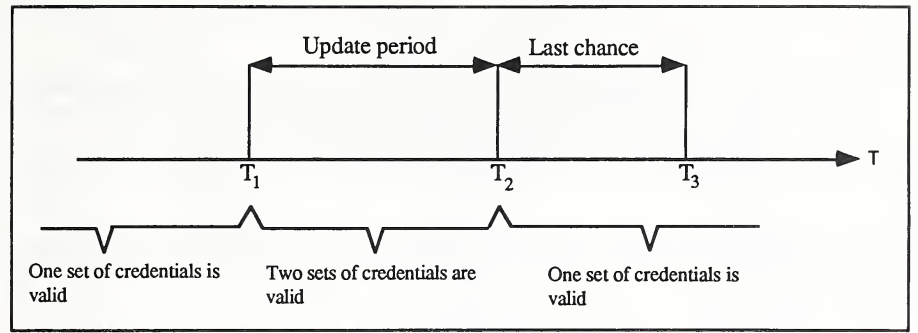 Update period
Last chance
T
T1
T2
T3
One set of credentials is
valid
Two sets of credentials are
valid
One set of credentials is
valid